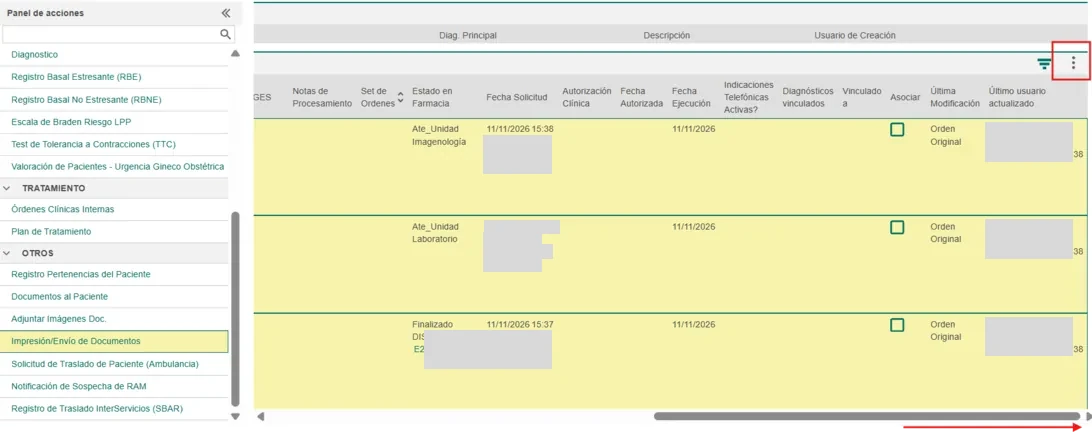 Panel de acciones
Diagnostico
Registro Basal Estresante (RBE)
Registro Basal No Estresante (RBNE)
Escala de Braden Riesgo LPP
Test de Tolerancia a Contracciones (TTC)
Valoración de Pacientes - Urgencia Gineco Obstétrica
TRATAMIENTO
Órdenes Clínicas Internas
Plan de Tratamiento
OTROS
Registro Pertenencias del Paciente
Documentos al Paciente
Adjuntar Imágenes Doc.
Impresión/Envío de Documentos
Solicitud de Traslado de Paciente (Ambulancia)
Notificación de Sospecha de RAM
Registro de Traslado InterServicios (SBAR)
Diag. Principal Descripción Usuario de Creación
GES
Notas de Procesamiento
Set de Ordenes
Estado en Farmacia
Fecha Solicitud
Autorización Clínica
Fecha Autorizada
Fecha Ejecución
Indicaciones Telefónicas Activas?
Diagnósticos vinculados
Vinculado a
Asociar
Última Modificación
Último usuario actualizado
Ate_Unidad 11/11/2026 15:38 11/11/2026 Orden
Imagenología Original
38
Ate_Unidad 11/11/2026 Orden
Laboratorio Original
38
Finalizado 11/11/2026 15:37 11/11/2026 Orden
DIS Original
E2 38